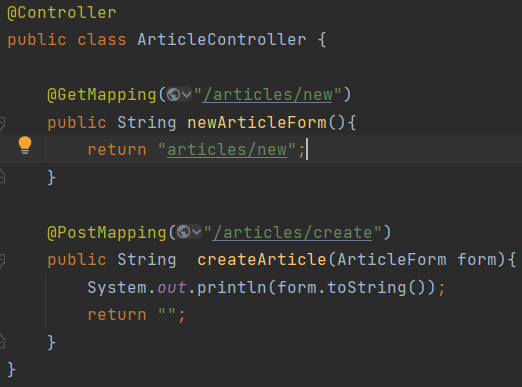 @Controller
public class ArticleController {
@GetMapping("/articles/new")
public String newArticleForm(){
return "articles/new";
}
@PostMapping("/articles/create")
public String  createArticle(ArticleForm form){
System.out.println(form.toString());
return "";
}
}